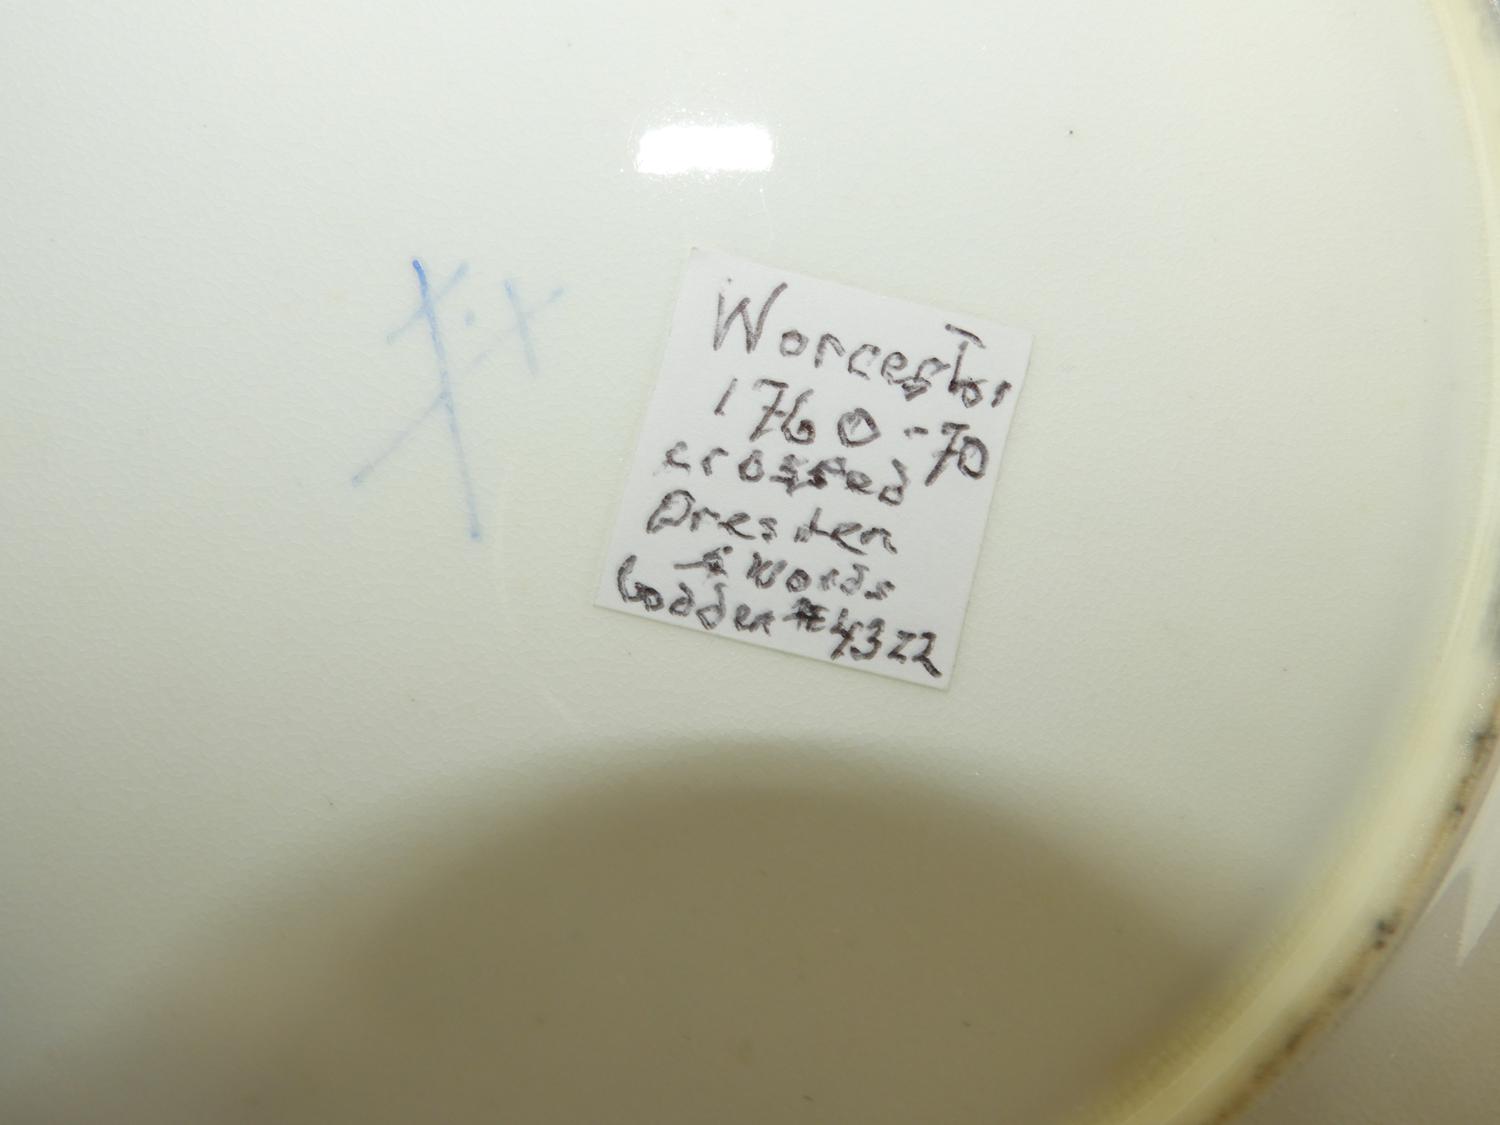 Worcester
1760-70
crossed
Dresden
swords
Godden #4322